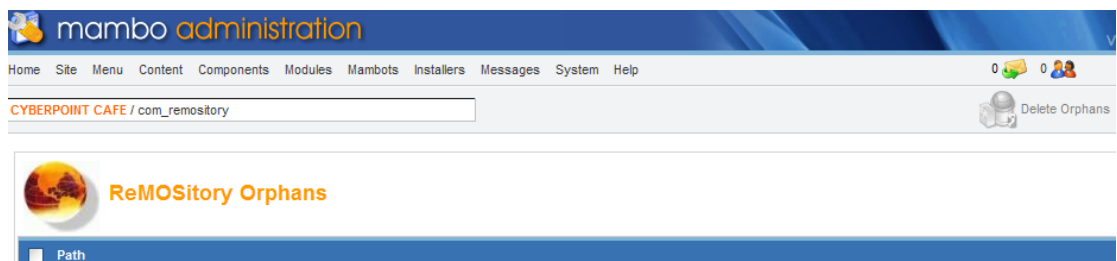 mambo administration
V
Home Site Menu Content Components Modules Mambots Installers Messages System Help 0 0
CYBERPOINT CAFE / com_remository Delete Orphans
ReMOSitory Orphans
Path